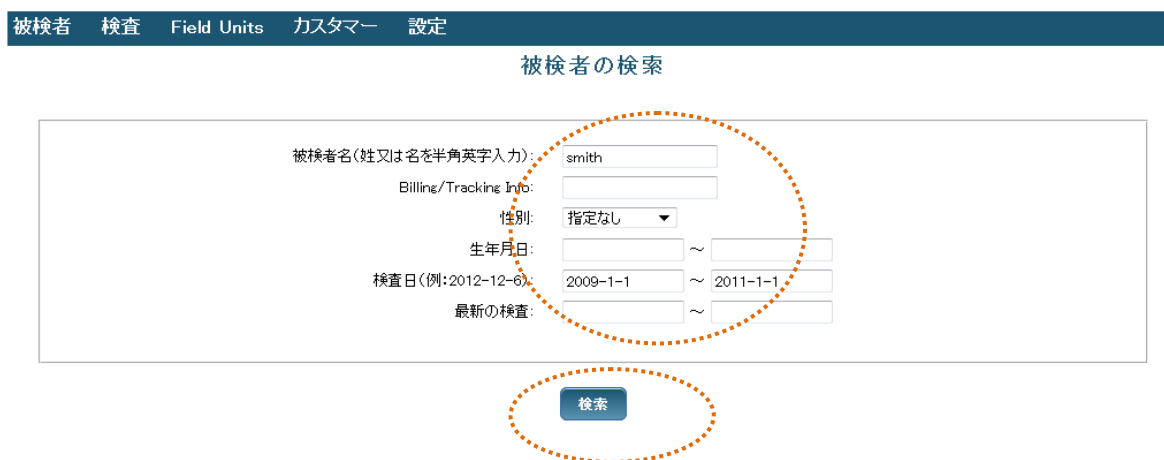 被検者 検査 Field Units カスタマー 設定
被検者の検索
被検者名(姓又は名を半角英字入力): smith
Billing/Tracking Info:
性別: 指定なし
生年月日: ～
検査日(例:2012-12-6): 2009-1-1 ～ 2011-1-1
最新の検査: ～
検索